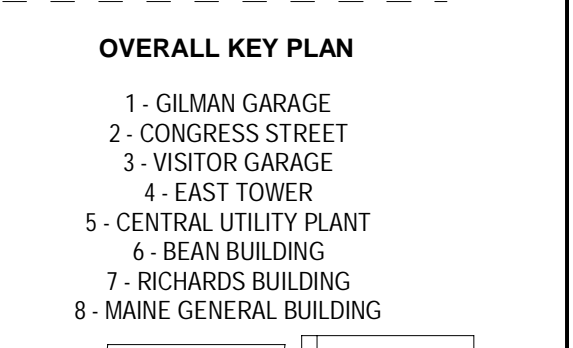 OVERALL KEY PLAN
1 - GILMAN GARAGE
2 - CONGRESS STREET
3 - VISITOR GARAGE
4 - EAST TOWER
5 - CENTRAL UTILITY PLANT
6 - BEAN BUILDING
7 - RICHARDS BUILDING
8 - MAINE GENERAL BUILDING